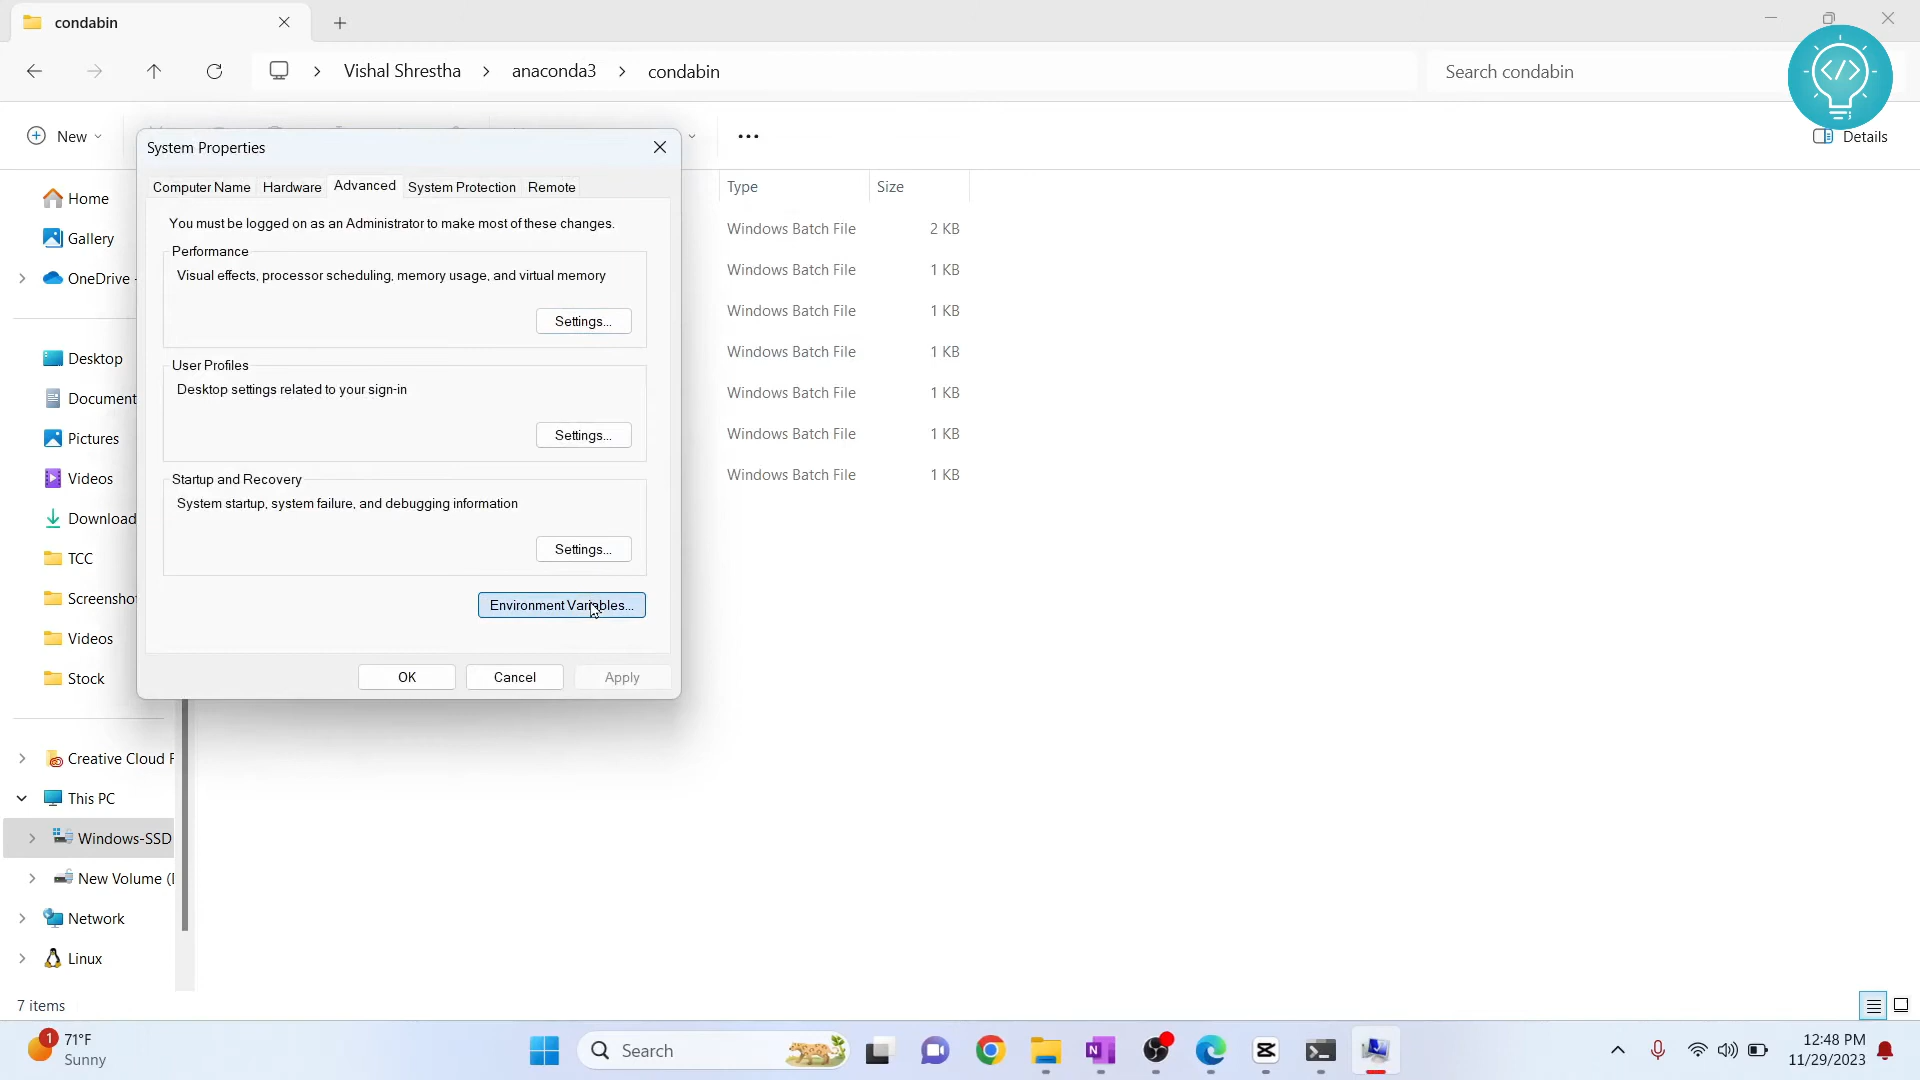 condabin
Vishal Shrestha
anaconda3
condabin
Search condabin
</>
New
Details
System Properties
Computer Name
Hardware
Advanced
System Protection
Remote
You must be logged on as an Administrator to make most of these changes.
Performance
Visual effects, processor scheduling, memory usage, and virtual memory
Settings...
User Profiles
Desktop settings related to your sign-in
Settings...
Startup and Recovery
System startup, system failure, and debugging information
Settings...
Environment Variables...
OK
Cancel
Apply
Type
Size
Windows Batch File 2 KB
Windows Batch File 1 KB
Windows Batch File 1 KB
Windows Batch File 1 KB
Windows Batch File 1 KB
Windows Batch File 1 KB
Windows Batch File 1 KB
Home
Gallery
OneDrive -
Desktop
Document
Pictures
Videos
Download
TCC
Screensho
Videos
Stock
Creative Cloud F
This PC
Windows-SSD
New Volume (
Network
Linux
7 items
1
71°F
Sunny
Search
N
12:48 PM
11/29/2023